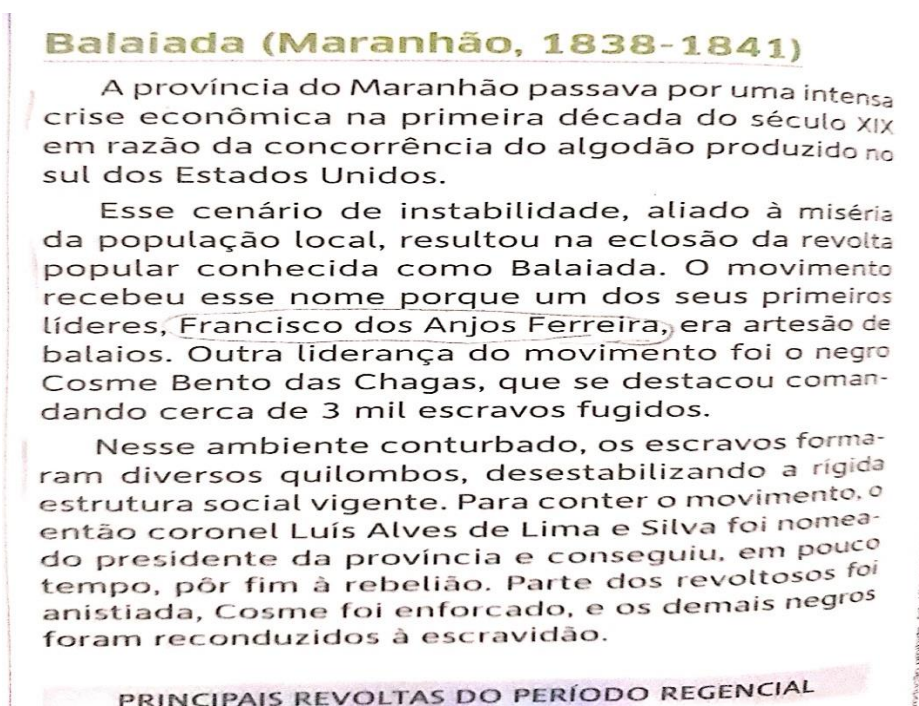 Balaiada (Maranhão, 1838-1841)
A província do Maranhão passava por uma intensa
crise econômica na primeira década do século XIX
em razão da concorrência do algodão produzido no
sul dos Estados Unidos.
Esse cenário de instabilidade, aliado à miséria
da população local, resultou na eclosão da revolta
popular conhecida como Balaiada. O movimento
recebeu esse nome porque um dos seus primeiros
líderes, Francisco dos Anjos Ferreira, era artesão de
balaios. Outra liderança do movimento foi o negro
Cosme Bento das Chagas, que se destacou coman-
dando cerca de 3 mil escravos fugidos.
Nesse ambiente conturbado, os escravos forma-
ram diversos quilombos, desestabilizando a rígida
estrutura social vigente. Para conter o movimento, o
então coronel Luís Alves de Lima e Silva foi nomea-
do presidente da província e conseguiu, em pouco
tempo, pôr fim à rebelião. Parte dos revoltosos foi
anistiada, Cosme foi enforcado, e os demais negros
foram reconduzidos à escravidão.
PRINCIPAIS REVOLTAS DO PERÍODO REGENCIAL